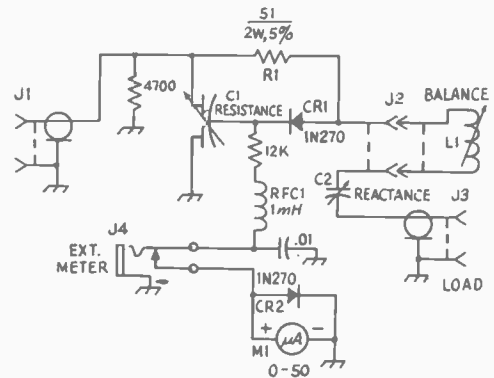 51
2W, 5%
R1
J1
4700
C1
RESISTANCE
CR1
1N270
J2
BALANCE
L1
12K
C2
REACTANCE
J3
RFC1
1mH
J4
EXT.
METER
.01
LOAD
1N270
CR2
+
-
μA
M1
0-50